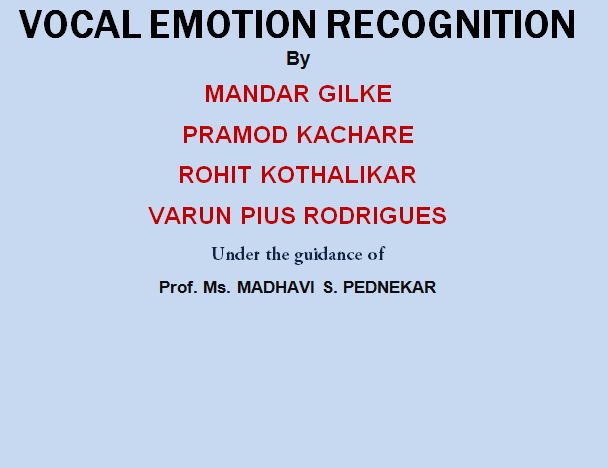 VOCAL EMOTION RECOGNITION
By
MANDAR GILKE
PRAMOD KACHARE
ROHIT KOTHALIKAR
VARUN PIUS RODRIGUES
Under the guidance of
Prof. Ms. MADHAVI S. PEDNEKAR